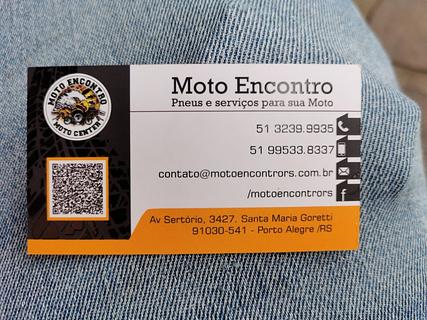 MOTO ENCONTRO
MOTO CENTER
Moto Encontro
Pneus e serviços para sua Moto
51 3239.9935
51 99533.8337
contato@motoencontrors.com.br
/motoencontrors
f
Av Sertório, 3427. Santa Maria Goretti
91030-541 - Porto Alegre /RS